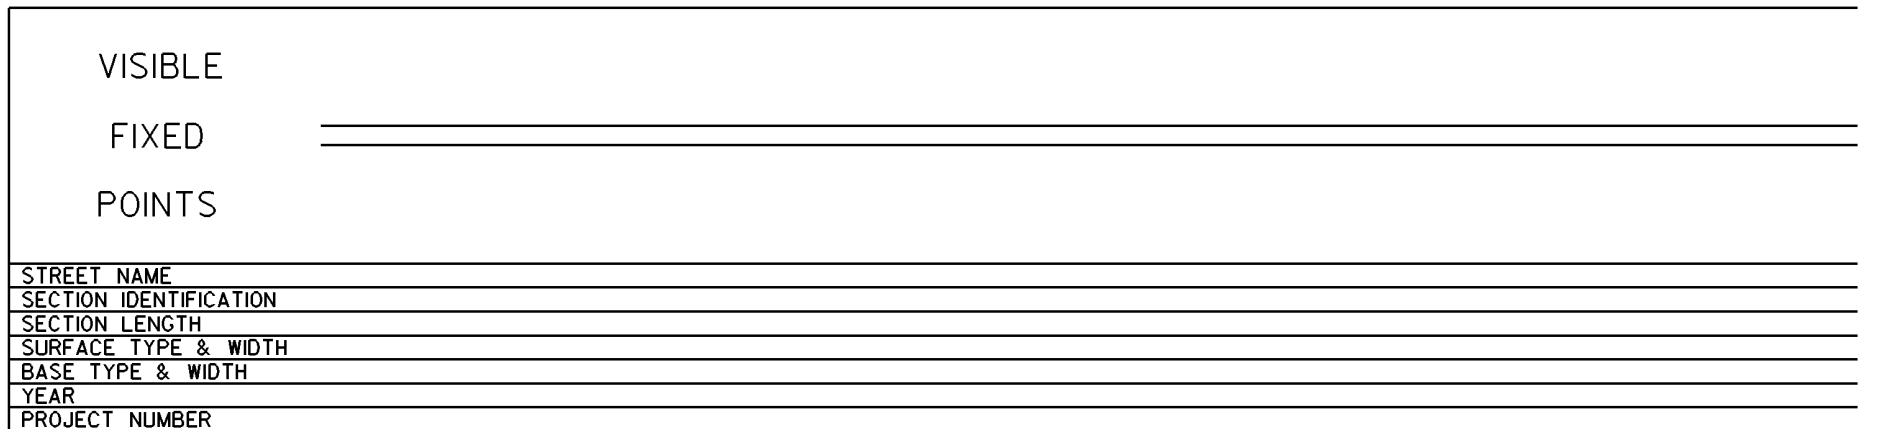 VISIBLE
FIXED
POINTS
STREET NAME
SECTION IDENTIFICATION
SECTION LENGTH
SURFACE TYPE & WIDTH
BASE TYPE & WIDTH
YEAR
PROJECT NUMBER